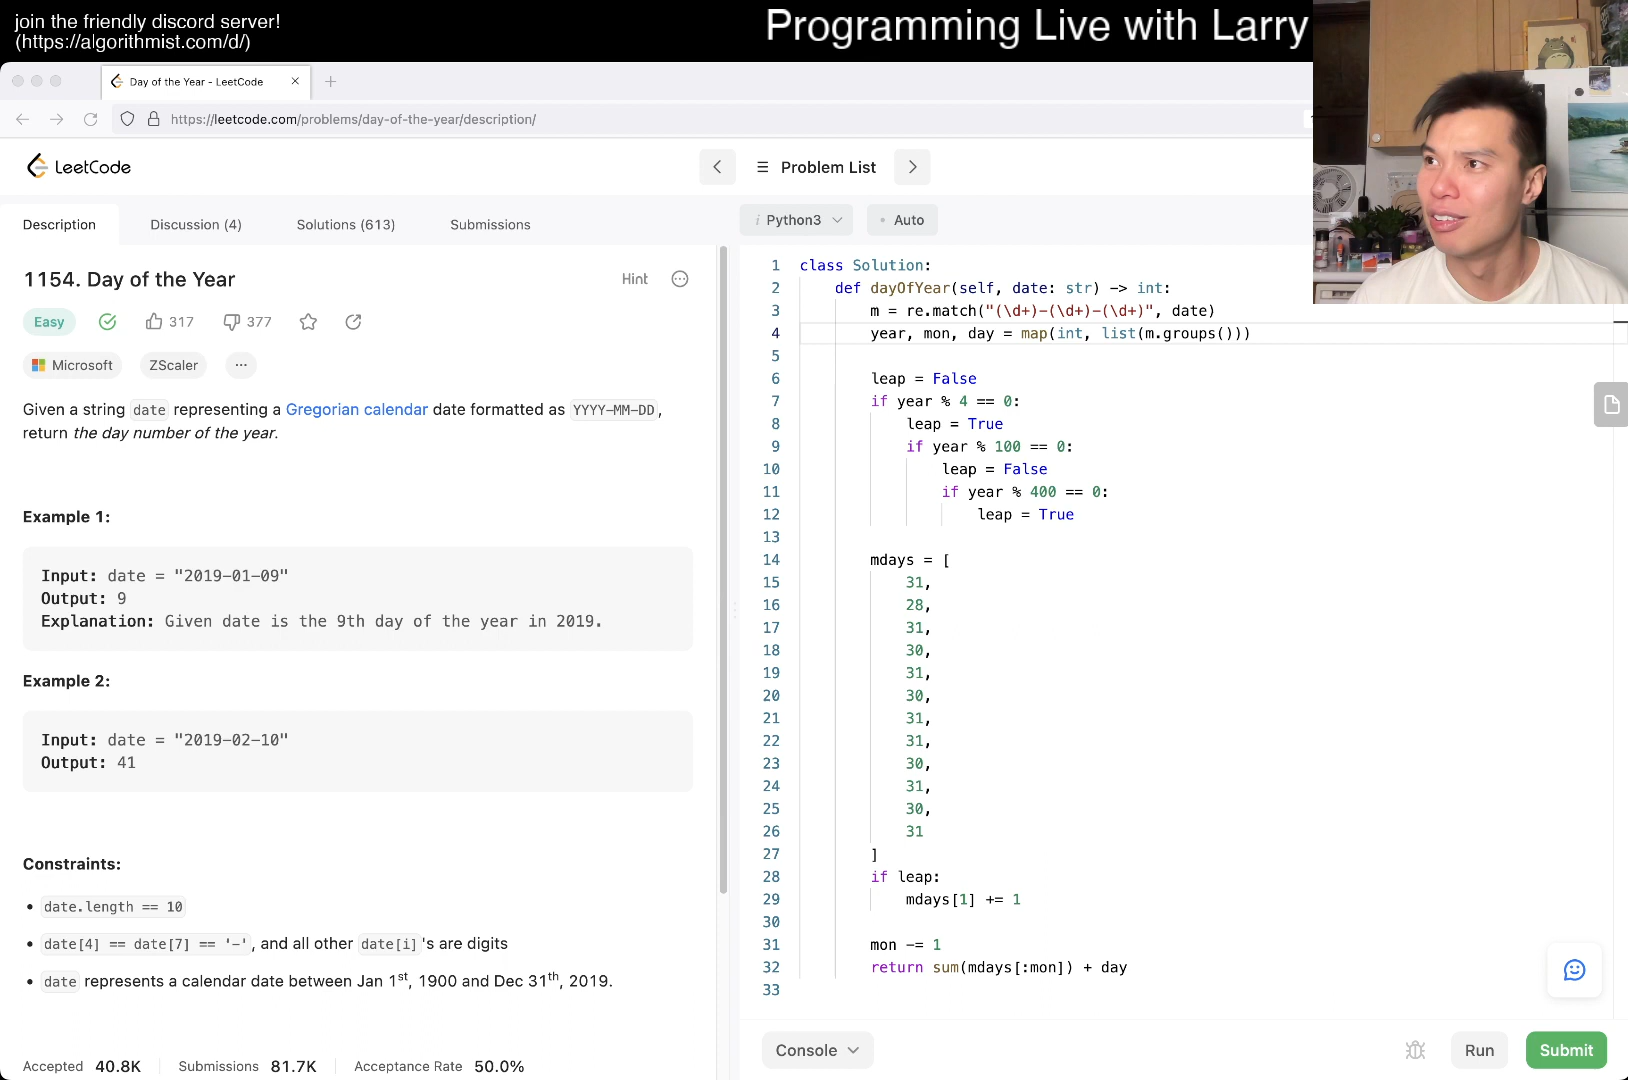 join the friendly discord server!
(https://algorithmist.com/d/)
Programming Live with Larry
Day of the Year - LeetCode
https://leetcode.com/problems/day-of-the-year/description/
LeetCode
Problem List
Description
Discussion (4)
Solutions (613)
Submissions
1154. Day of the Year
Hint
Easy
317
377
Microsoft
ZScaler
Given a string date representing a Gregorian calendar date formatted as YYYY-MM-DD,
return the day number of the year.
Example 1:
Input: date = "2019-01-09"
Output: 9
Explanation: Given date is the 9th day of the year in 2019.
Example 2:
Input: date = "2019-02-10"
Output: 41
Constraints:
• date.length == 10
• date[4] == date[7] == '-', and all other date[i]'s are digits
• date represents a calendar date between Jan 1st, 1900 and Dec 31th, 2019.
Accepted 40.8K
Submissions 81.7K
Acceptance Rate 50.0%
i Python3
• Auto
1 class Solution:
2 def dayOfYear(self, date: str) -> int:
3 m = re.match("(\d+)-(\d+)-(\d+)", date)
4 year, mon, day = map(int, list(m.groups()))
5
6 leap = False
7 if year % 4 == 0:
8 leap = True
9 if year % 100 == 0:
10 leap = False
11 if year % 400 == 0:
12 leap = True
13
14 mdays = [
15 31,
16 28,
17 31,
18 30,
19 31,
20 30,
21 31,
22 31,
23 30,
24 31,
25 30,
26 31
27 ]
28 if leap:
29 mdays[1] += 1
30
31 mon -= 1
32 return sum(mdays[:mon]) + day
33
Console
Run
Submit